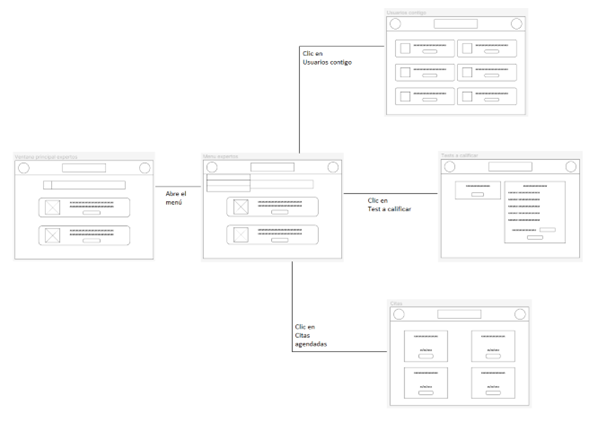 Usuarios contigo
Clic en
Usuarios contigo
Ventana principal expertos
Menú expertos
Tests a calificar
Abre el
menú
Clic en
Test a calificar
Citas
Clic en
Citas
agendadas